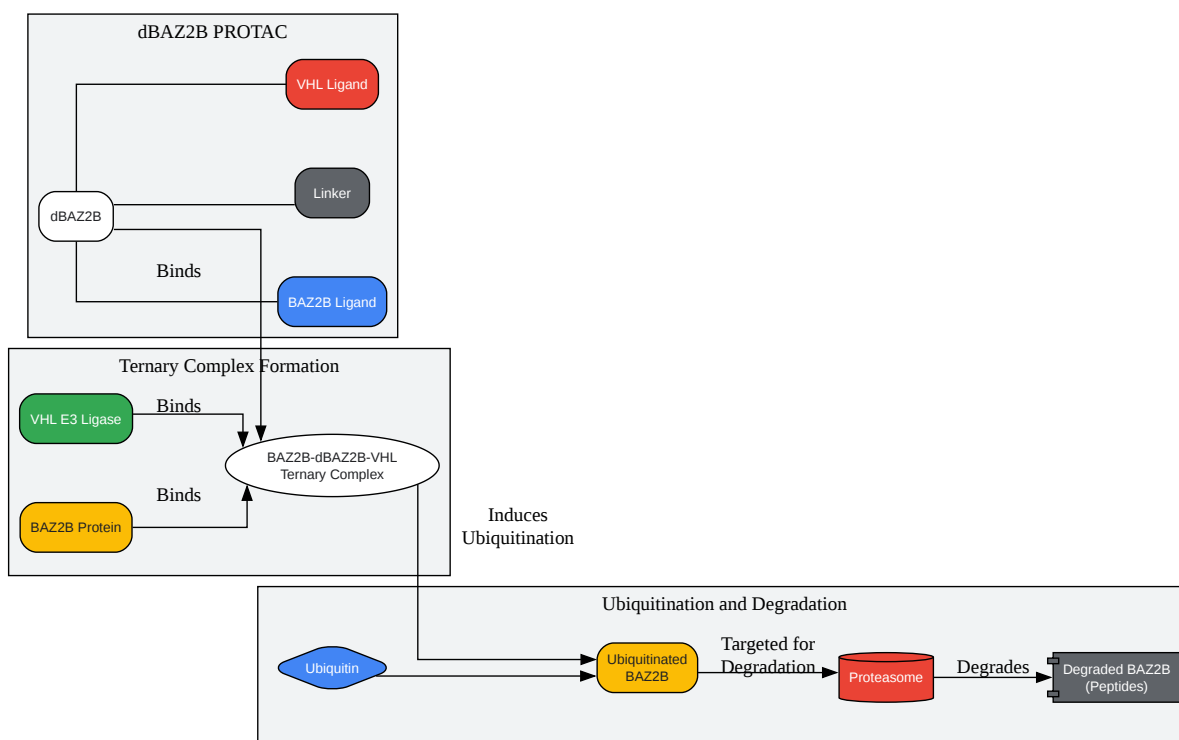 dBAZ2B PROTAC
VHL Ligand
Linker
dBAZ2B
Binds
BAZ2B Ligand
Ternary Complex Formation
VHL E3 Ligase
Binds
BAZ2B-dBAZ2B-VHL
Ternary Complex
Binds
BAZ2B Protein
Induces
Ubiquitination
Ubiquitination and Degradation
Ubiquitin
Ubiquitinated
BAZ2B
Targeted for
Degradation
Proteasome
Degrades
Degraded BAZ2B
(Peptides)